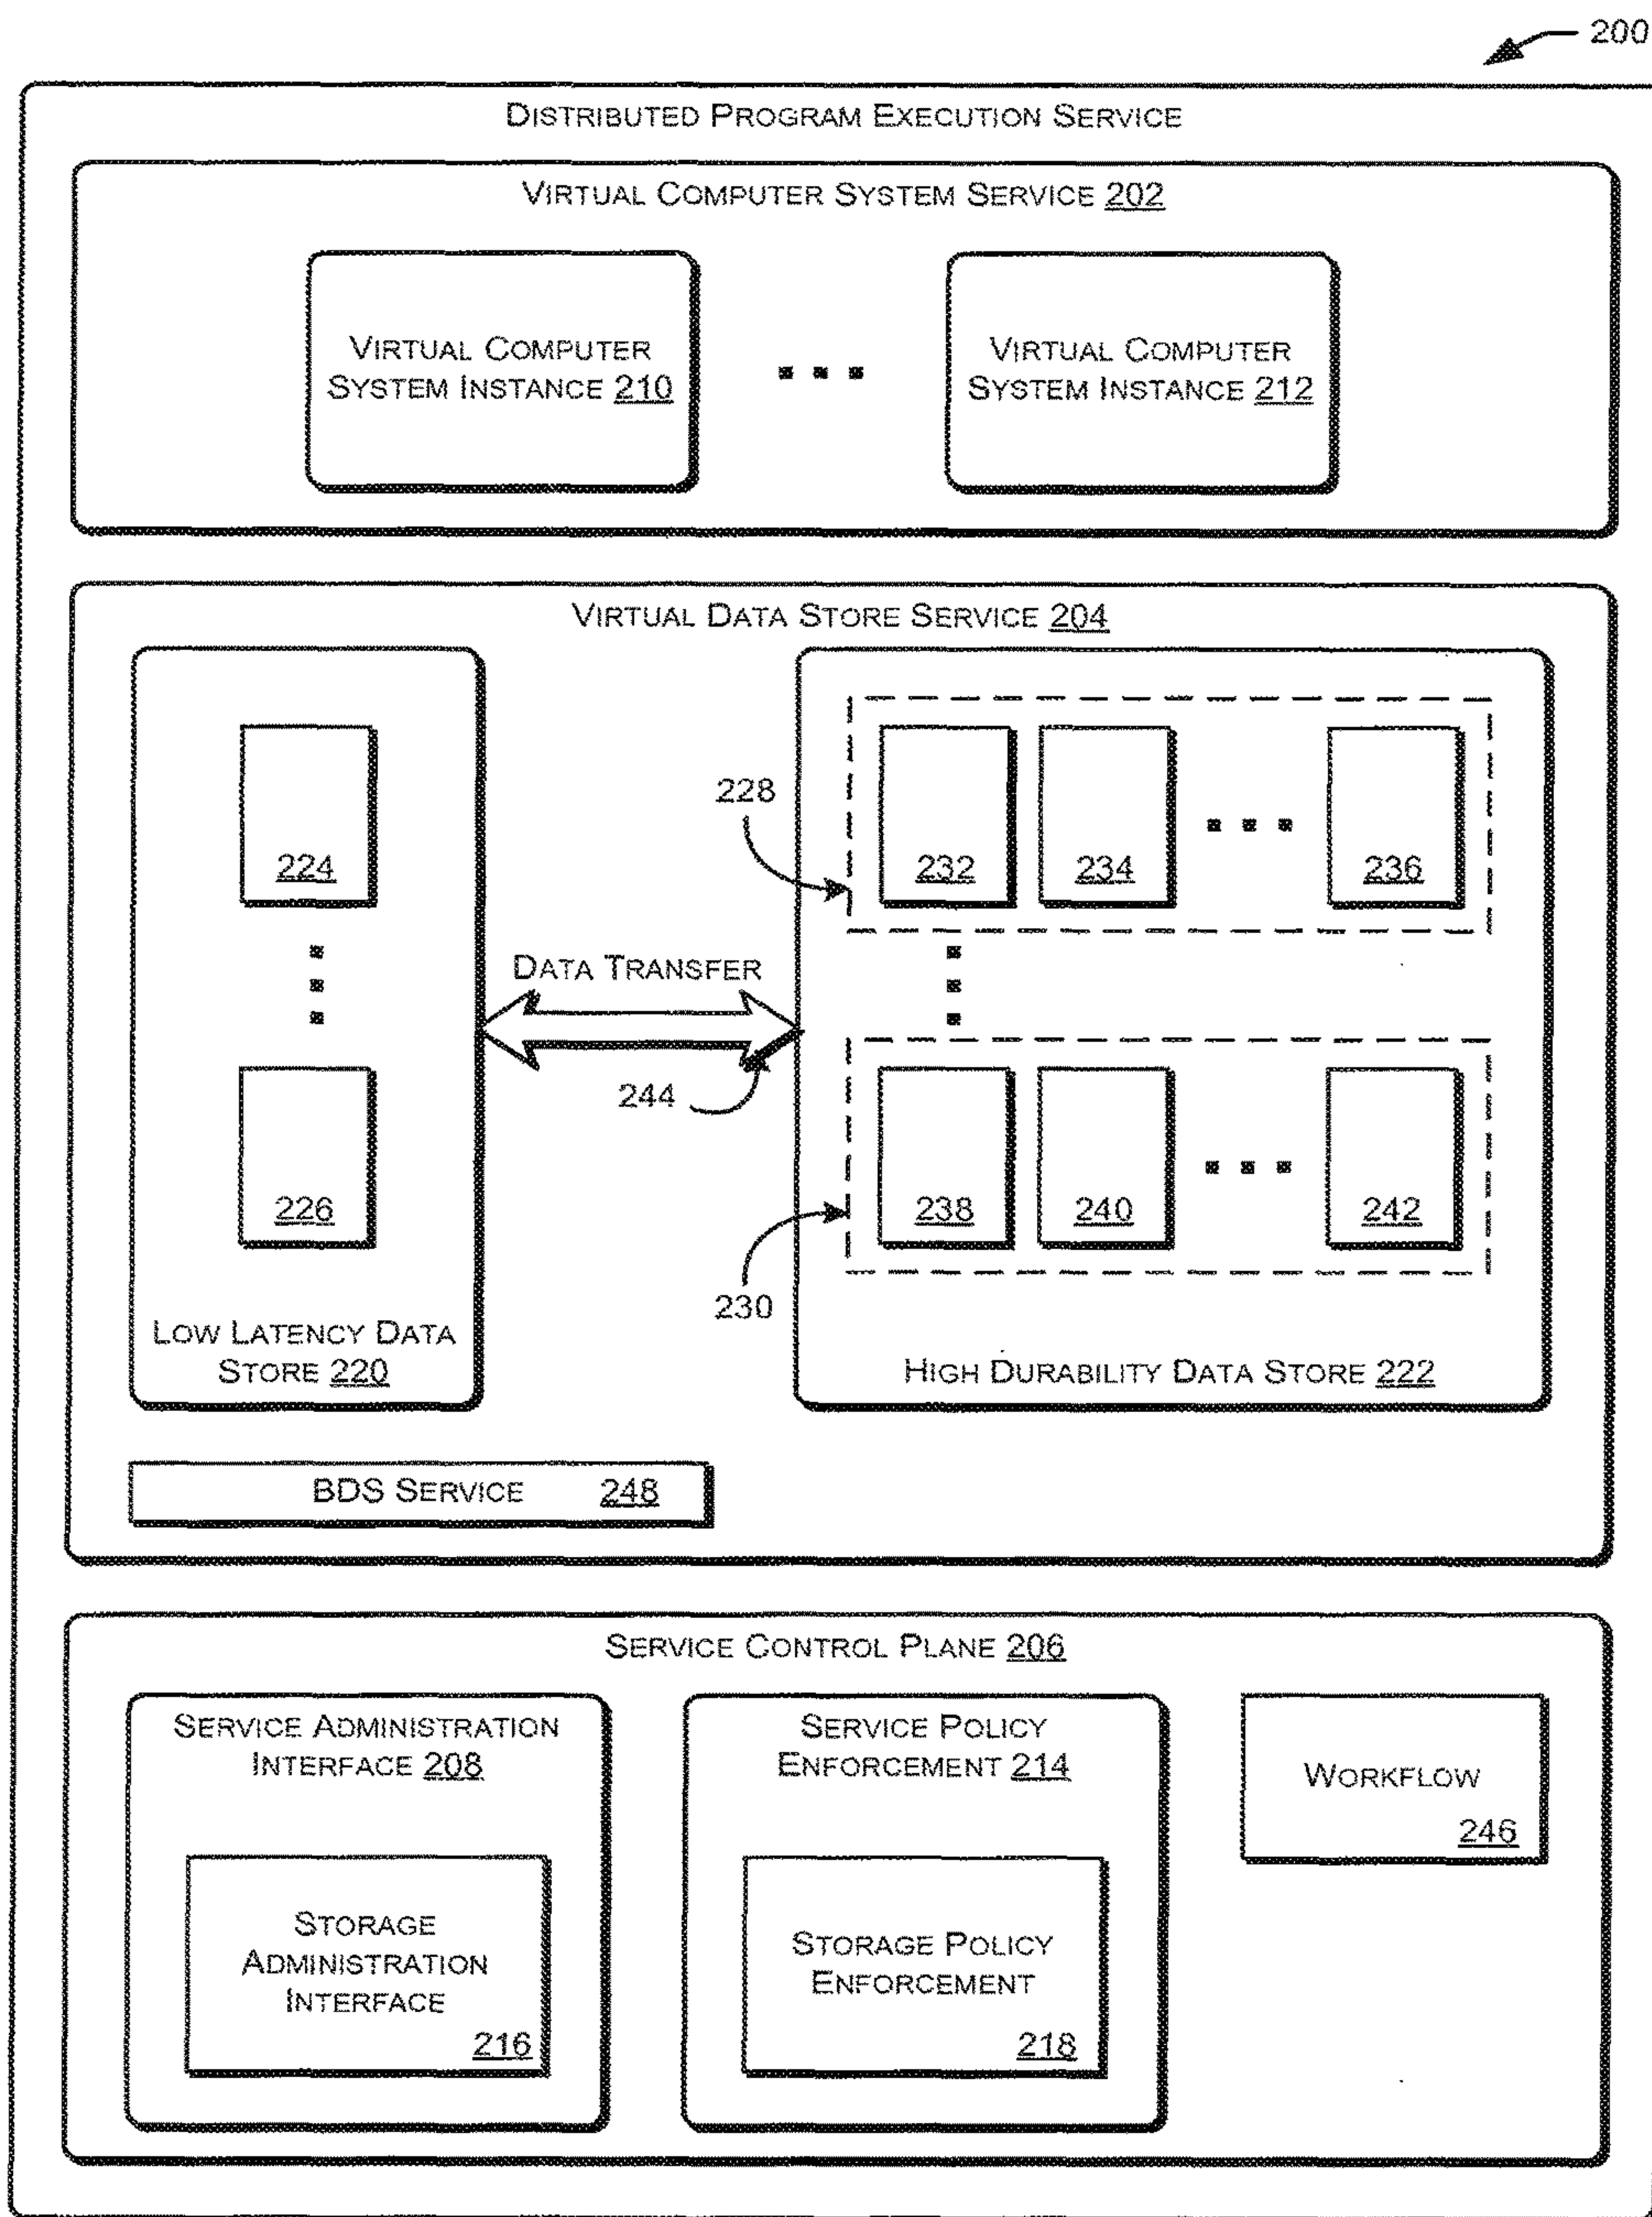 200
DISTRIBUTED PROGRAM EXECUTION SERVICE
VIRTUAL COMPUTER SYSTEM SERVICE 202
VIRTUAL COMPUTER
SYSTEM INSTANCE 210
VIRTUAL COMPUTER
SYSTEM INSTANCE 212
VIRTUAL DATA STORE SERVICE 204
224
226
LOW LATENCY DATA
STORE 220
DATA TRANSFER
244
228
232 234 236
230
238 240 242
HIGH DURABILITY DATA STORE 222
BDS SERVICE 248
SERVICE CONTROL PLANE 206
SERVICE ADMINISTRATION
INTERFACE 208
STORAGE
ADMINISTRATION
INTERFACE
216
SERVICE POLICY
ENFORCEMENT 214
STORAGE POLICY
ENFORCEMENT
218
WORKFLOW
246